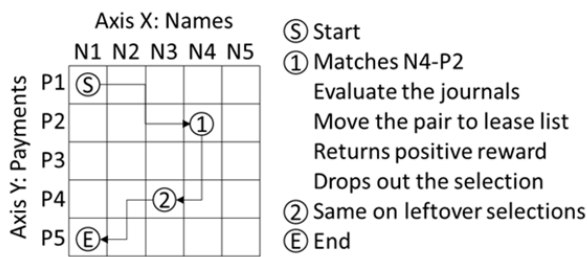 Axis X: Names
N1 N2 N3 N4 N5
Axis Y: Payments
P1 S
P2 1
P3
P4 2
P5 E
S Start
1 Matches N4-P2
Evaluate the journals
Move the pair to lease list
Returns positive reward
Drops out the selection
2 Same on leftover selections
E End